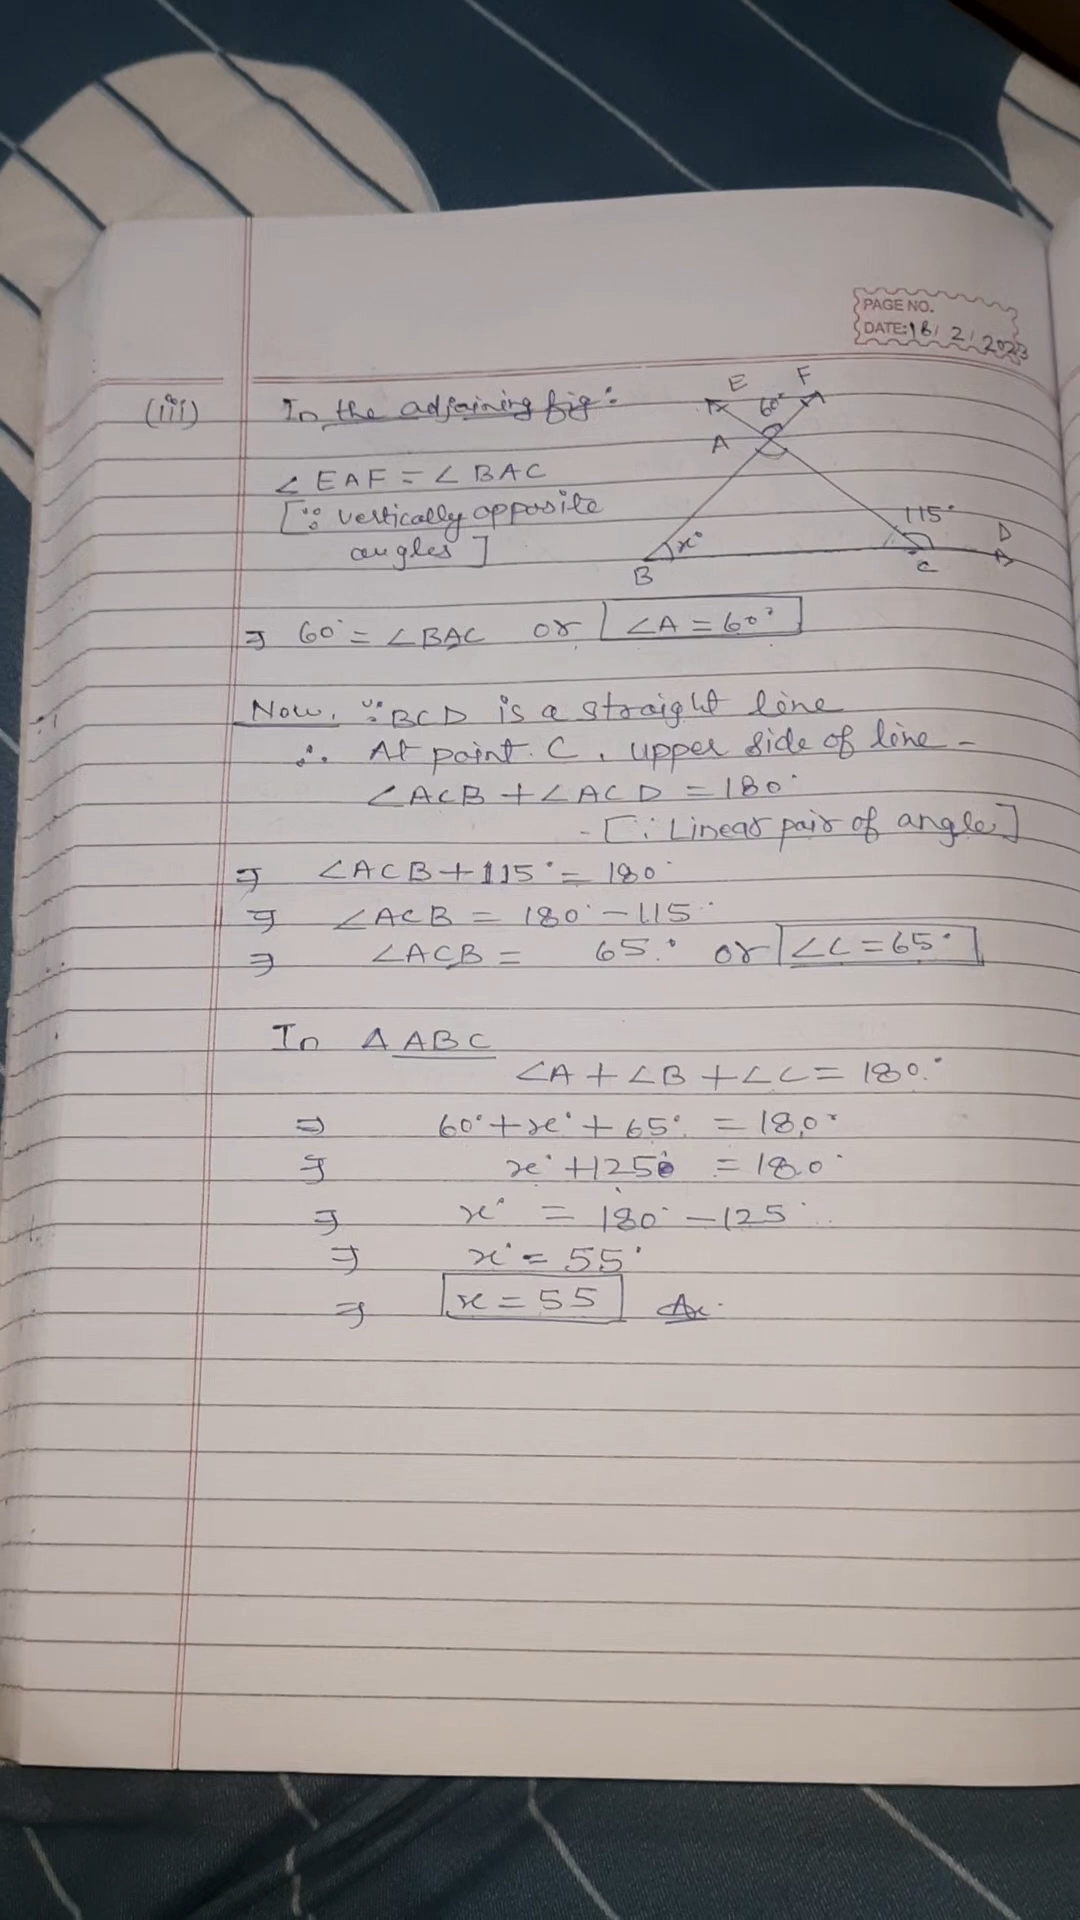 PAGE NO.
DATE: 18/2/2023
(iii) In the adjoining fig:
E F
60°
A
∠EAF = ∠BAC
[∵ vertically opposite
angles]
115°
x°
D
B
C
⇒ 60° = ∠BAC or ∠A = 60°
Now, ∵ BCD is a straight line
∴ At point C, upper side of line -
∠ACB + ∠ACD = 180°
- [∵ Linear pair of angle]
⇒ ∠ACB + 115° = 180°
⇒ ∠ACB = 180° - 115°
⇒ ∠ACB = 65° or ∠C = 65°
In Δ ABC
∠A + ∠B + ∠C = 180°
⇒ 60° + x° + 65° = 180°
⇒ x° + 125° = 180°
⇒ x° = 180° - 125°
⇒ x° = 55°
⇒ x = 55